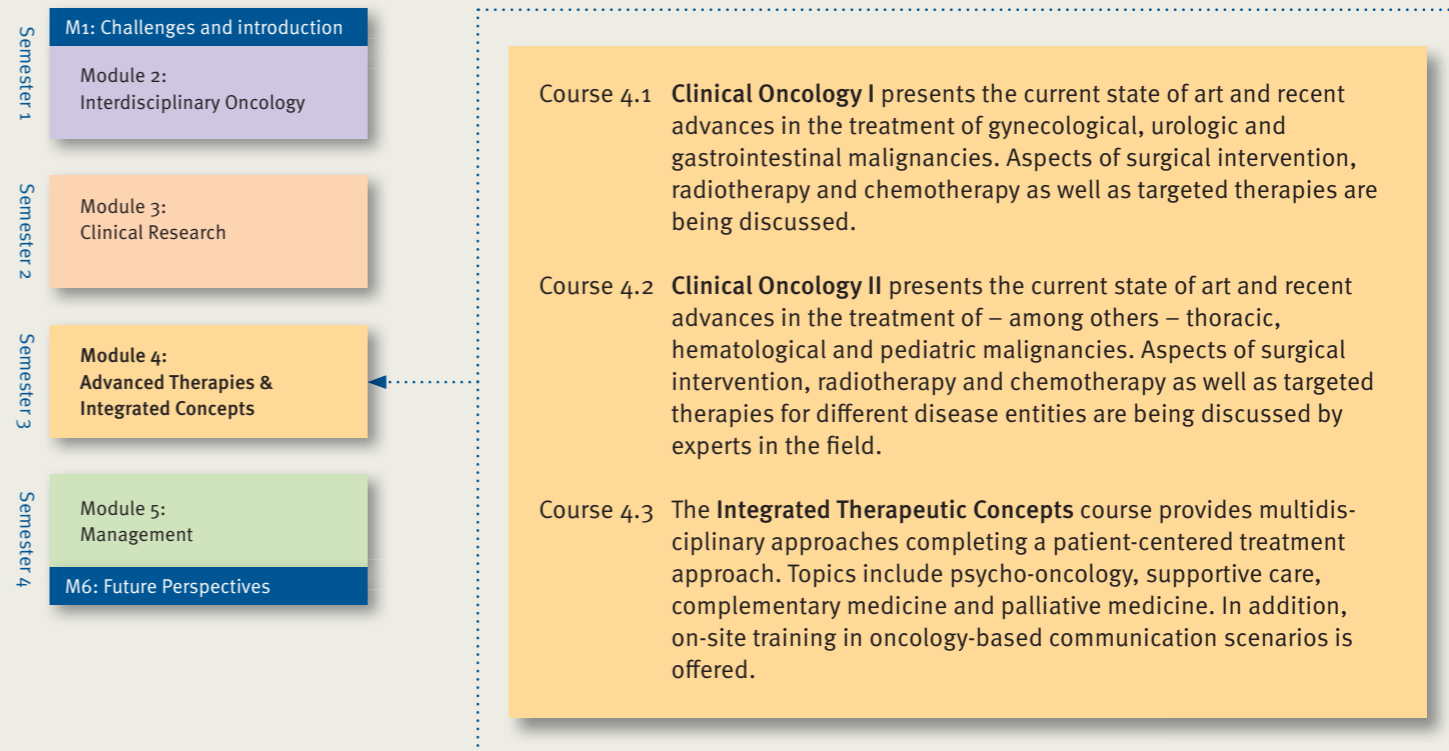 Semester 1
M1: Challenges and introduction
Module 2:
Interdisciplinary Oncology
Semester 2
Module 3:
Clinical Research
Semester 3
Module 4:
Advanced Therapies &
Integrated Concepts
Semester 4
Module 5:
Management
M6: Future Perspectives
Course 4.1 Clinical Oncology I presents the current state of art and recent
advances in the treatment of gynecological, urologic and
gastrointestinal malignancies. Aspects of surgical intervention,
radiotherapy and chemotherapy as well as targeted therapies are
being discussed.
Course 4.2 Clinical Oncology II presents the current state of art and recent
advances in the treatment of – among others – thoracic,
hematological and pediatric malignancies. Aspects of surgical
intervention, radiotherapy and chemotherapy as well as targeted
therapies for different disease entities are being discussed by
experts in the field.
Course 4.3 The Integrated Therapeutic Concepts course provides multidis-
ciplinary approaches completing a patient-centered treatment
approach. Topics include psycho-oncology, supportive care,
complementary medicine and palliative medicine. In addition,
on-site training in oncology-based communication scenarios is
offered.